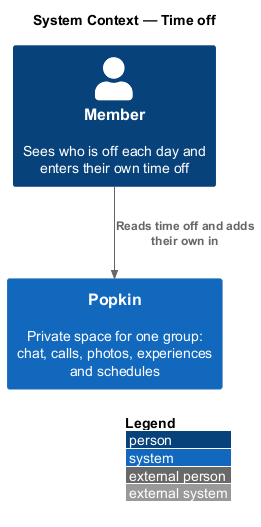 System Context — Time off
Member
Sees who is off each day and
enters their own time off
Reads time off and adds
their own in
Popkin
Private space for one group:
chat, calls, photos, experiences
and schedules
Legend
person
system
external person
external system